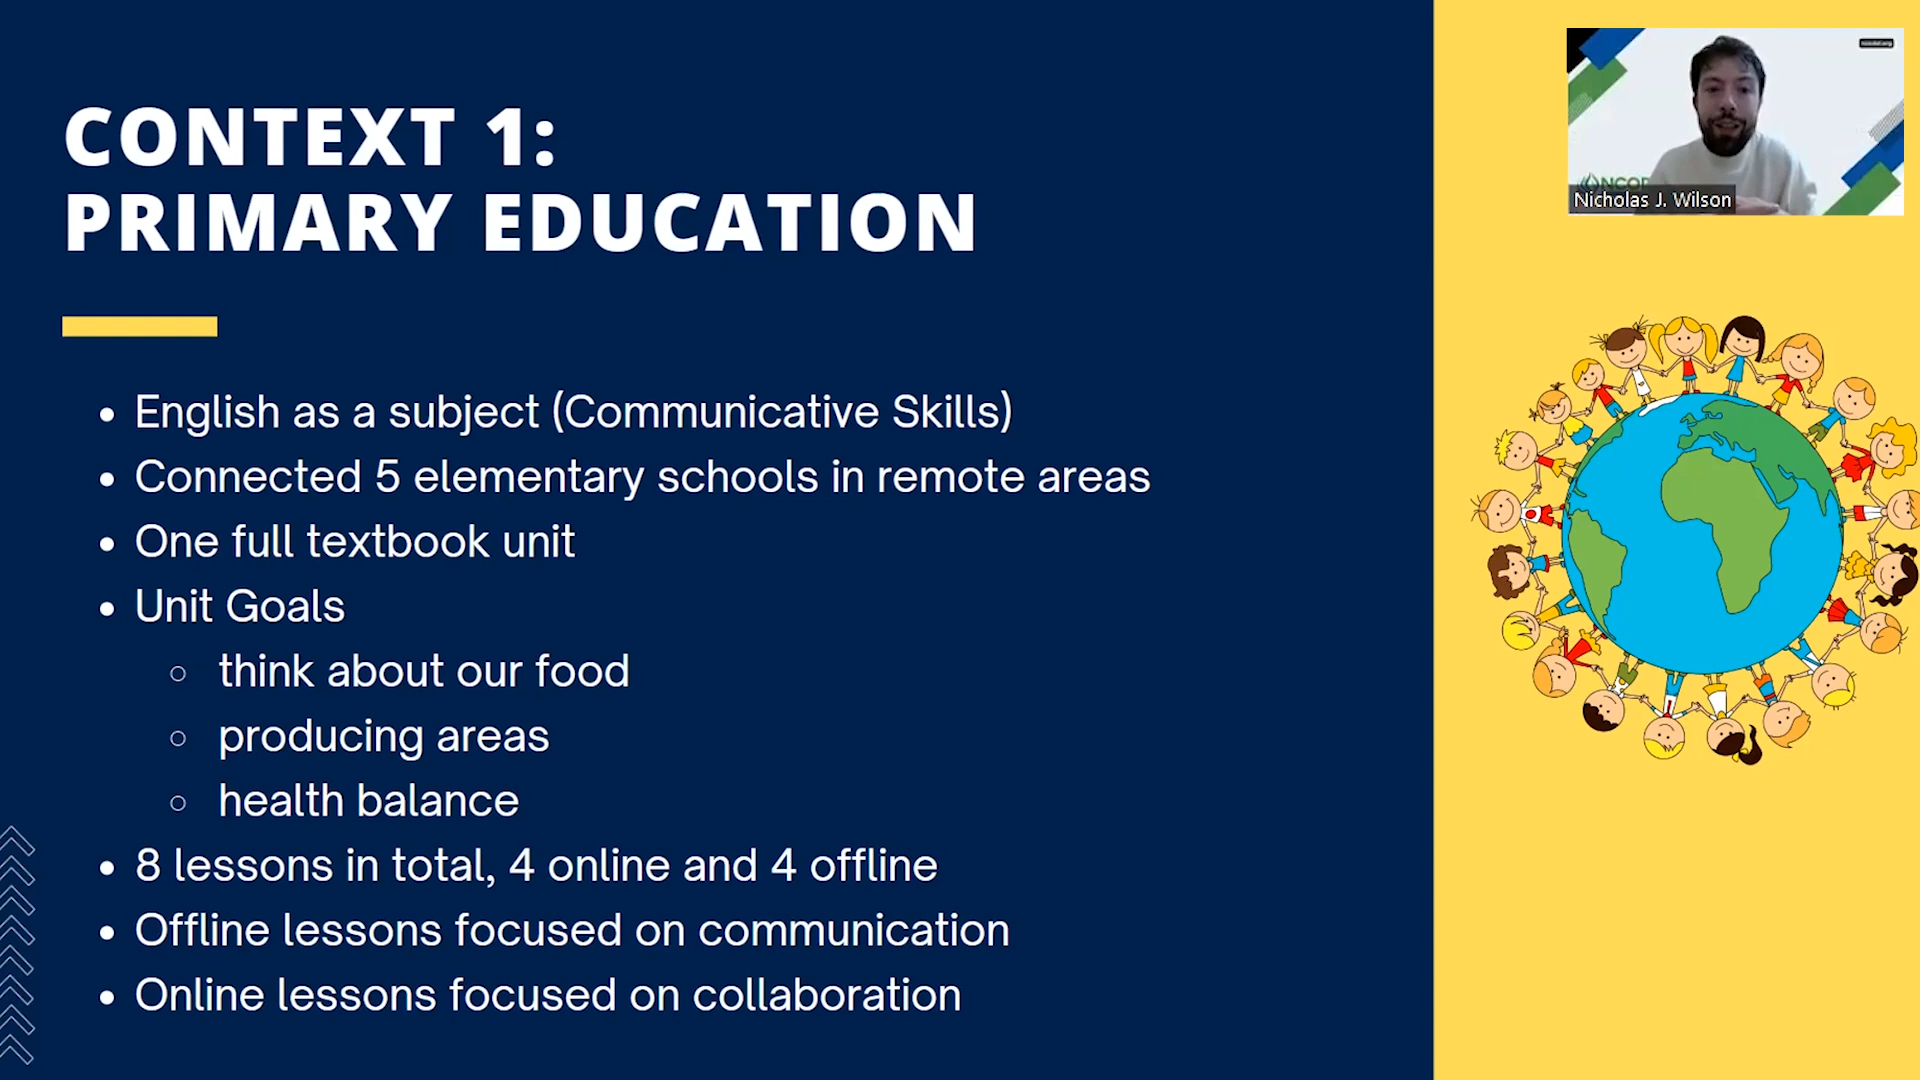 CONTEXT 1:
PRIMARY EDUCATION
• English as a subject (Communicative Skills)
• Connected 5 elementary schools in remote areas
• One full textbook unit
• Unit Goals
○ think about our food
○ producing areas
○ health balance
• 8 lessons in total, 4 online and 4 offline
• Offline lessons focused on communication
• Online lessons focused on collaboration
Nicholas J. Wilson